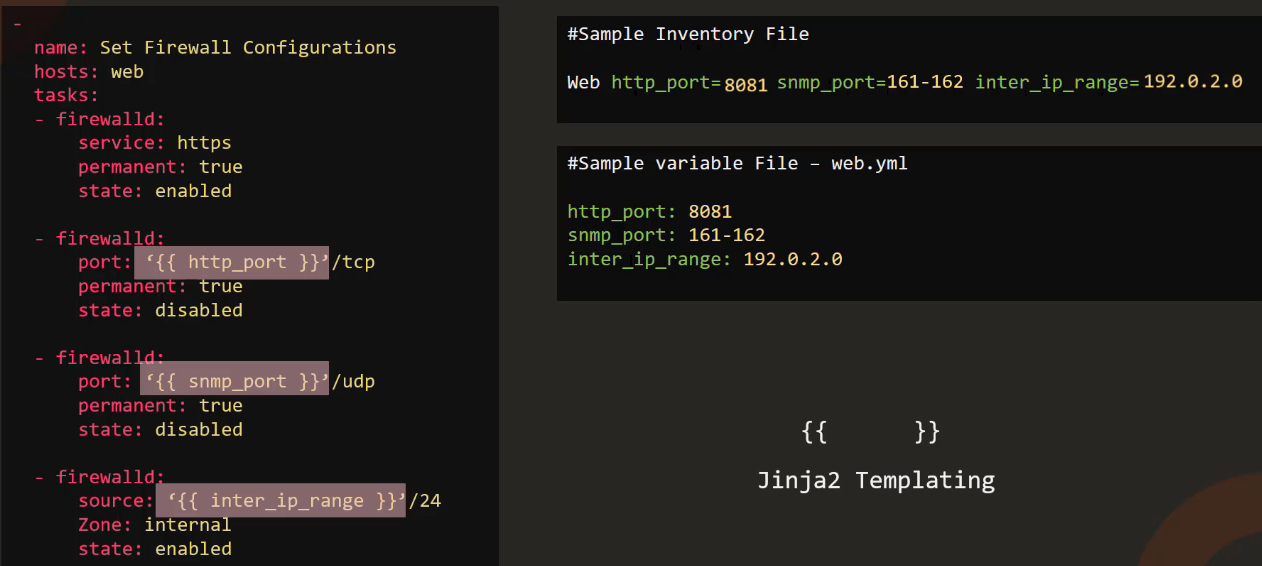 -
name: Set Firewall Configurations
hosts: web
tasks:
- firewalld:
service: https
permanent: true
state: enabled
- firewalld:
port: ‘{{ http_port }}’/tcp
permanent: true
state: disabled
- firewalld:
port: ‘{{ snmp_port }}’/udp
permanent: true
state: disabled
- firewalld:
source: ‘{{ inter_ip_range }}’/24
Zone: internal
state: enabled
#Sample Inventory File
Web http_port=8081 snmp_port=161-162 inter_ip_range=192.0.2.0
#Sample variable File – web.yml
http_port: 8081
snmp_port: 161-162
inter_ip_range: 192.0.2.0
{{ }}
Jinja2 Templating